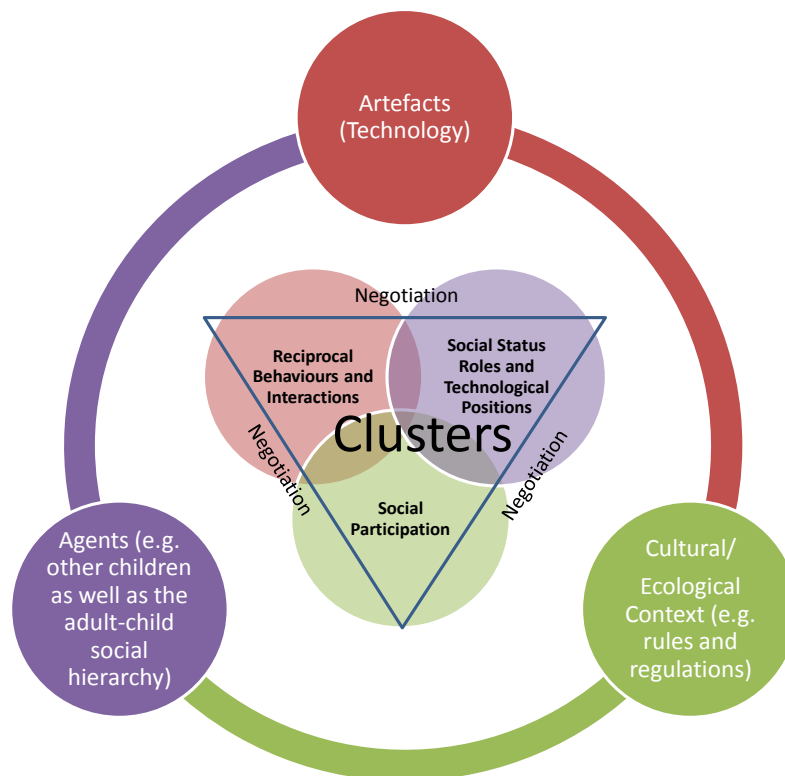 Artefacts
(Technology)
Negotiation
Reciprocal
Behaviours and
Interactions
Social Status
Roles and
Technological
Positions
Clusters
Negotiation
Negotiation
Social
Participation
Agents (e.g.
other children
as well as the
adult-child
social
hierarchy)
Cultural/
Ecological
Context (e.g.
rules and
regulations)